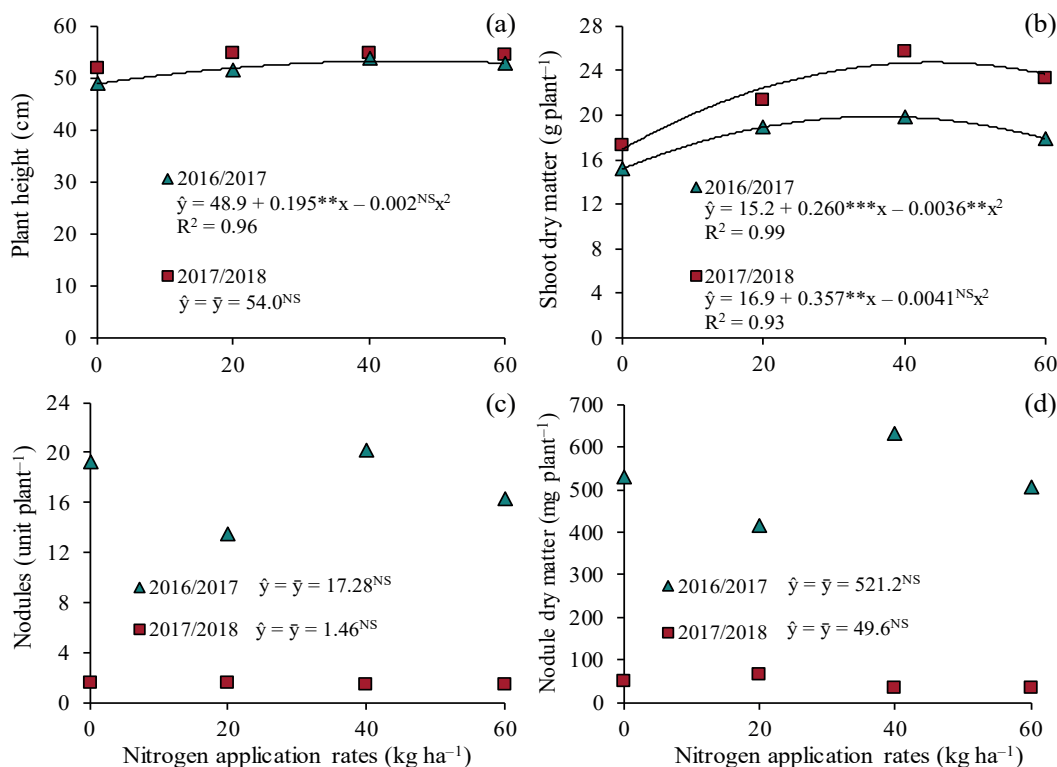 (a)
Plant height (cm)
60
50
40
30
20
10
0
0 20 40 60
2016/2017
ŷ = 48.9 + 0.195**x – 0.002ᴺˢx²
R² = 0.96
2017/2018
ŷ = ȳ = 54.0ᴺˢ
(b)
Shoot dry matter (g plant⁻¹)
28
24
20
16
12
8
4
0
0 20 40 60
2016/2017
ŷ = 15.2 + 0.260***x – 0.0036**x²
R² = 0.99
2017/2018
ŷ = 16.9 + 0.357**x – 0.0041ᴺˢx²
R² = 0.93
(c)
Nodules (unit plant⁻¹)
24
20
16
12
8
4
0
0 20 40 60
2016/2017 ŷ = ȳ = 17.28ᴺˢ
2017/2018 ŷ = ȳ = 1.46ᴺˢ
Nitrogen application rates (kg ha⁻¹)
(d)
Nodule dry matter (mg plant⁻¹)
700
600
500
400
300
200
100
0
0 20 40 60
2016/2017 ŷ = ȳ = 521.2ᴺˢ
2017/2018 ŷ = ȳ = 49.6ᴺˢ
Nitrogen application rates (kg ha⁻¹)